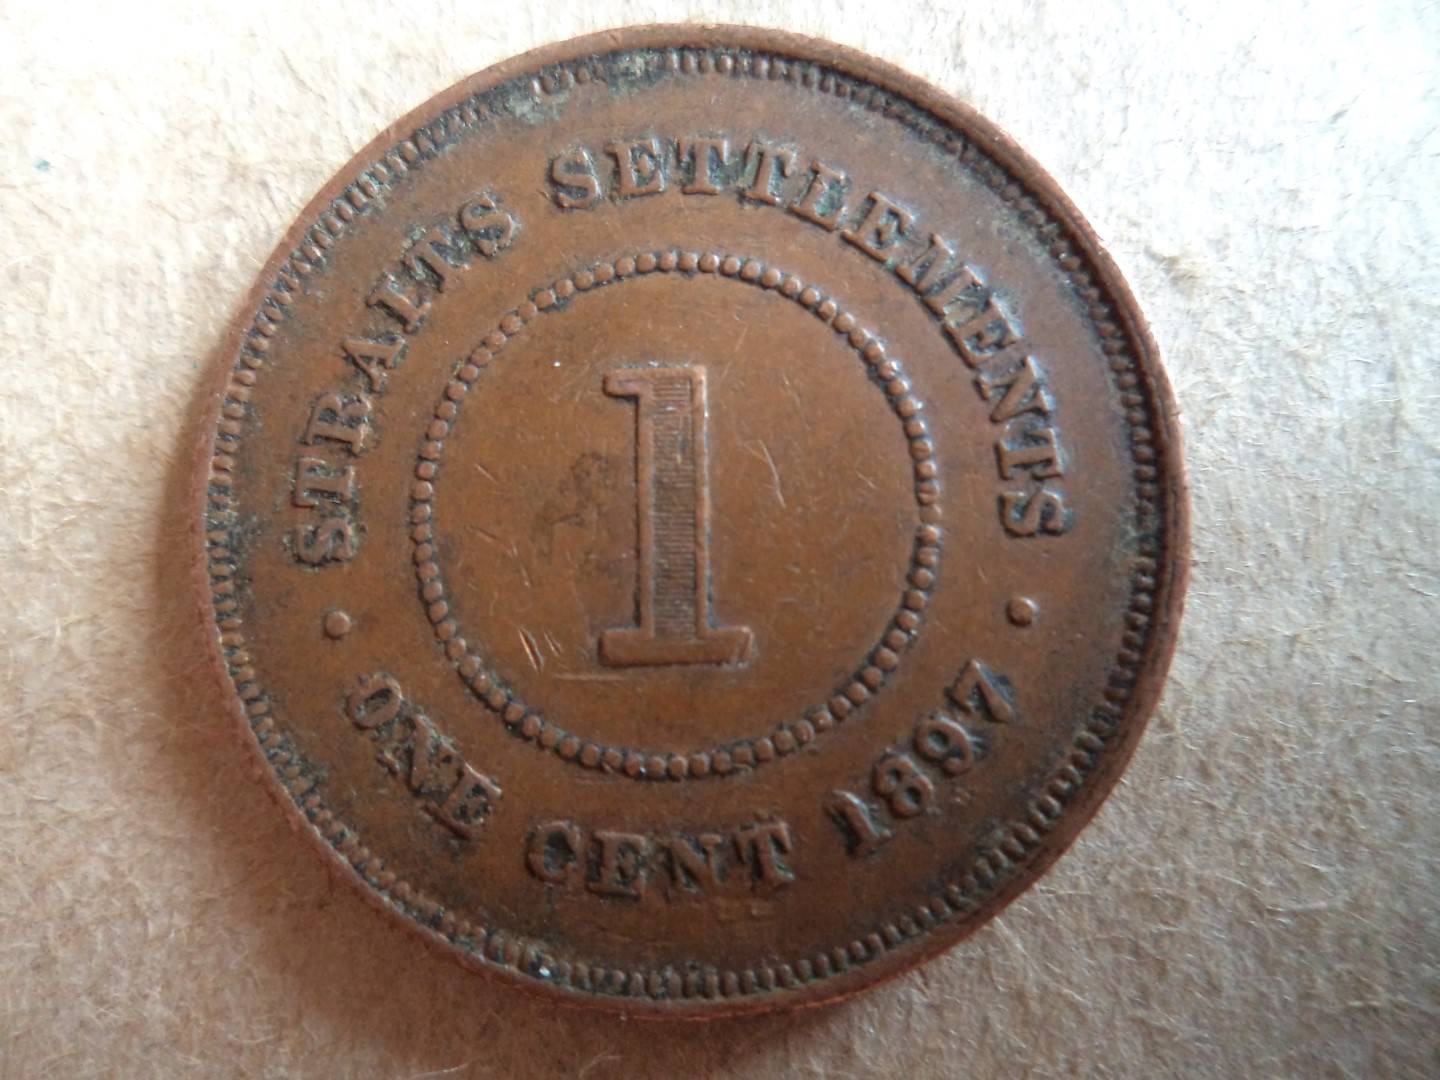 STRAITS SETTLEMENTS
1
ONE CENT 1897